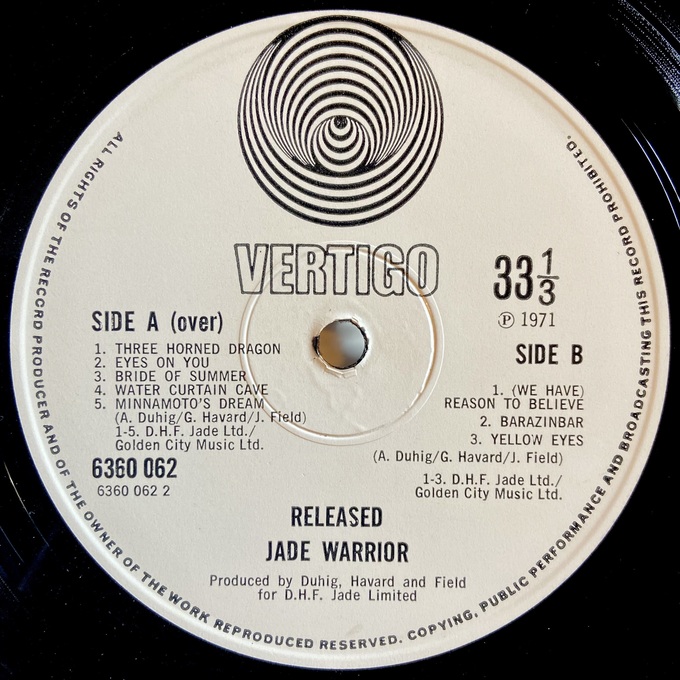 VERTIGO
33 1/3
Ⓟ 1971
SIDE A (over)
1. THREE HORNED DRAGON
2. EYES ON YOU
3. BRIDE OF SUMMER
4. WATER CURTAIN CAVE
5. MINNAMOTO'S DREAM
(A. Duhig/G. Havard/J. Field)
1-5. D.H.F. Jade Ltd./
Golden City Music Ltd.
6360 062
6360 062 2
SIDE B
1. (WE HAVE)
REASON TO BELIEVE
2. BARAZINBAR
3. YELLOW EYES
(A. Duhig/G. Havard/J. Field)
1-3. D.H.F. Jade Ltd./
Golden City Music Ltd.
RELEASED
JADE WARRIOR
Produced by Duhig, Havard and Field
for D.H.F. Jade Limited
ALL RIGHTS OF THE RECORD PRODUCER AND OF THE OWNER OF THE WORK REPRODUCED RESERVED. COPYING, PUBLIC PERFORMANCE AND BROADCASTING THIS RECORD PROHIBITED.